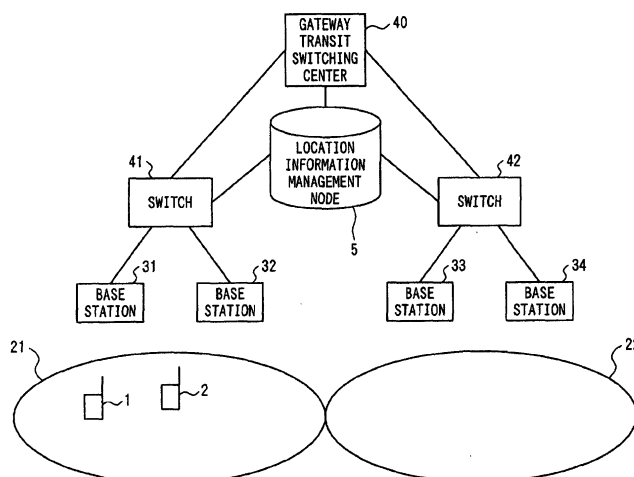 GATEWAY
TRANSIT
SWITCHING
CENTER
40
LOCATION
INFORMATION
MANAGEMENT
NODE
5
41
SWITCH
42
SWITCH
31
BASE
STATION
32
BASE
STATION
33
BASE
STATION
34
BASE
STATION
21
1
2